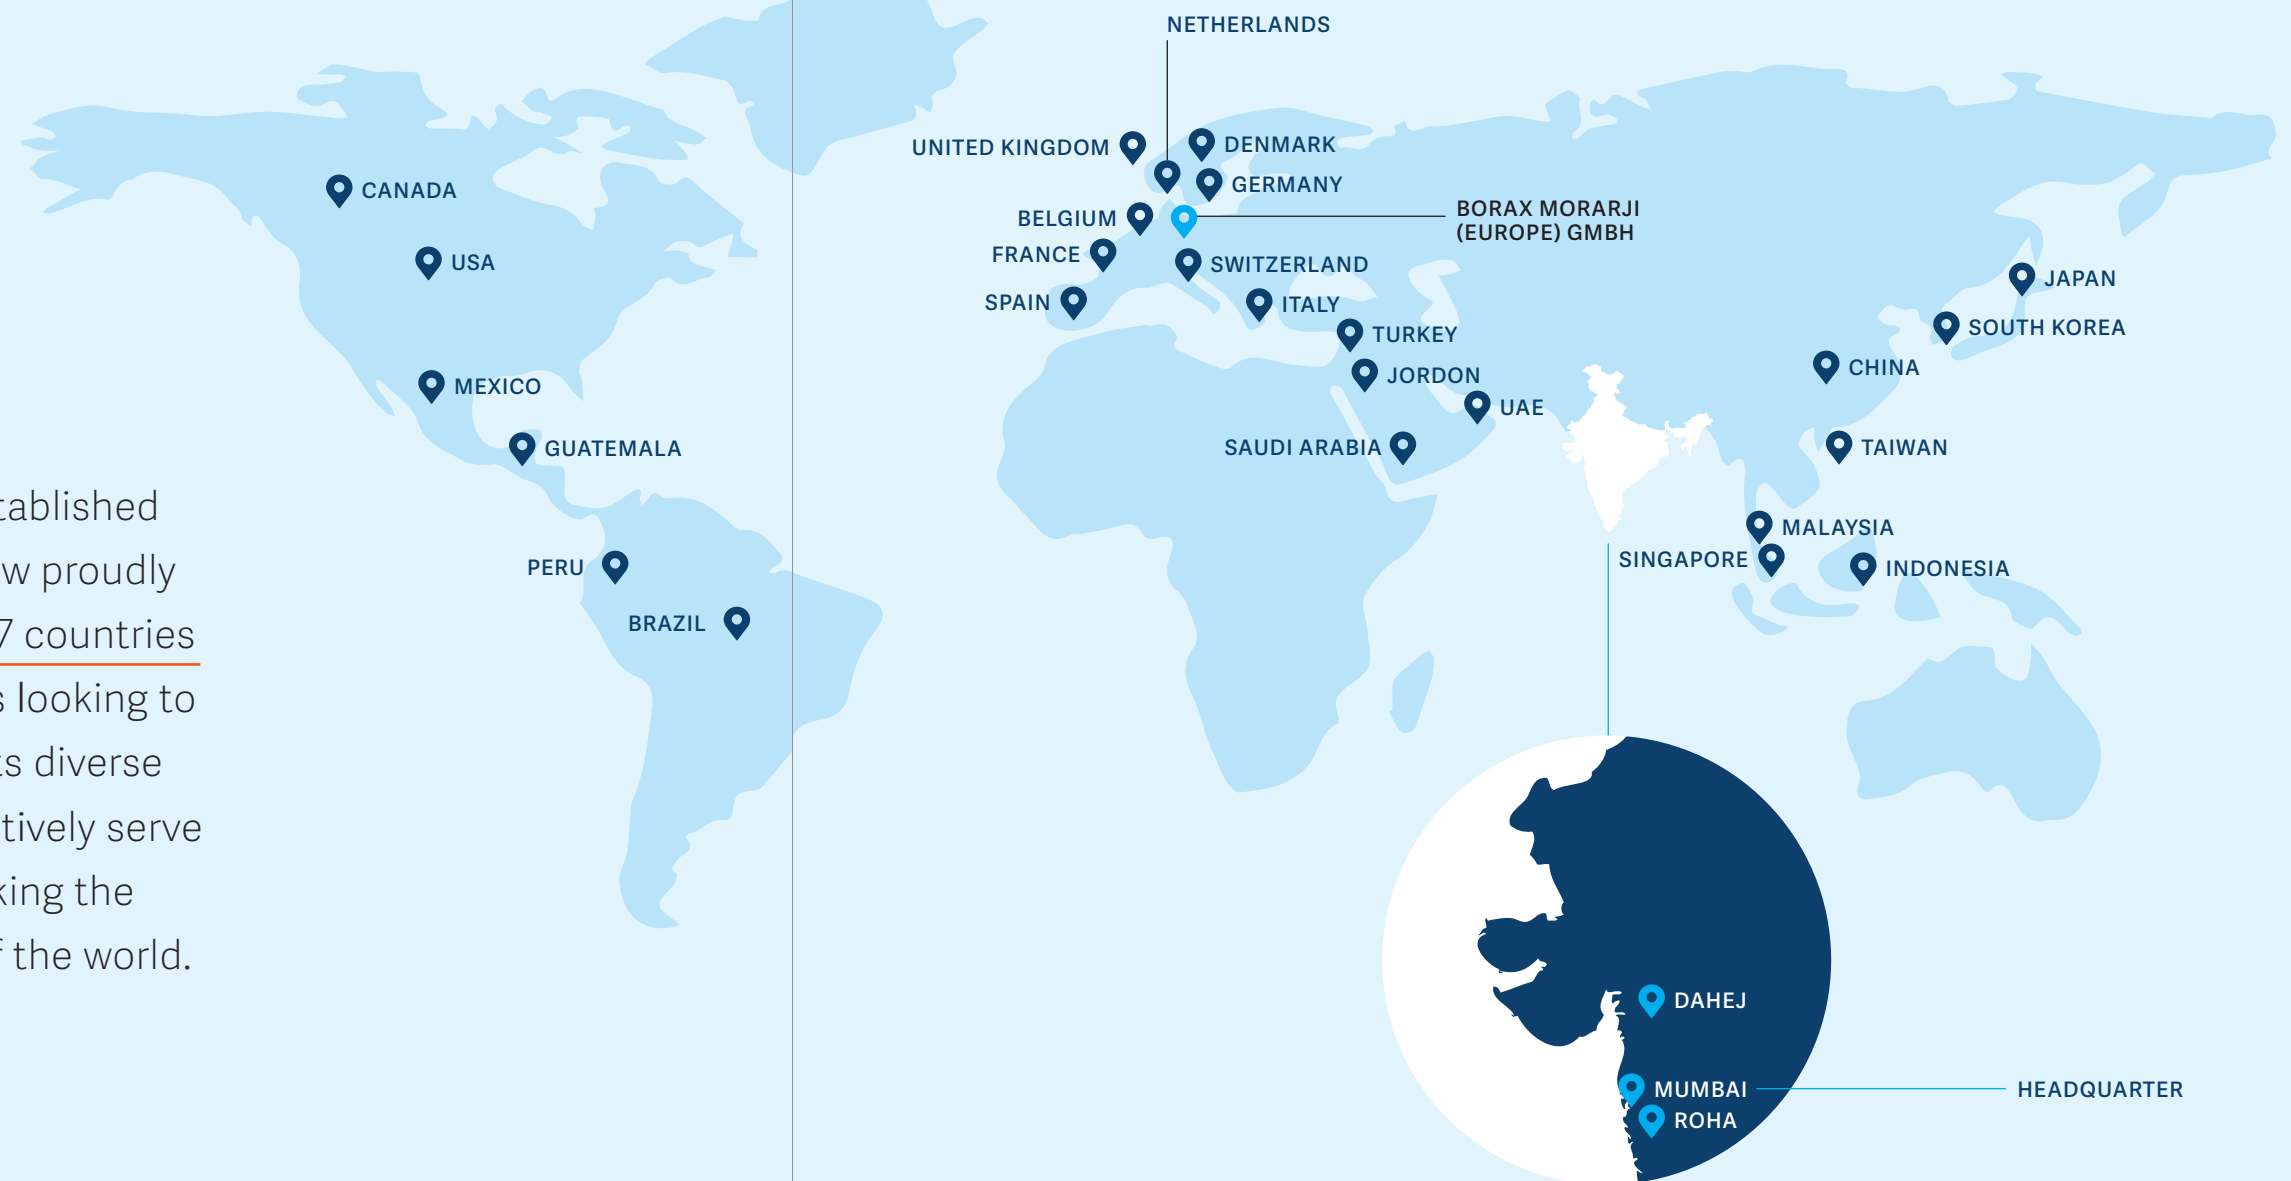 tablished
w proudly
7 countries
s looking to
ts diverse
tively serve
king the
f the world.
NETHERLANDS
UNITED KINGDOM
DENMARK
GERMANY
BELGIUM
BORAX MORARJI
(EUROPE) GMBH
FRANCE
SWITZERLAND
SPAIN
ITALY
TURKEY
JORDON
UAE
SAUDI ARABIA
CANADA
USA
MEXICO
GUATEMALA
PERU
BRAZIL
JAPAN
SOUTH KOREA
CHINA
TAIWAN
MALAYSIA
SINGAPORE
INDONESIA
DAHEJ
MUMBAI
HEADQUARTER
ROHA